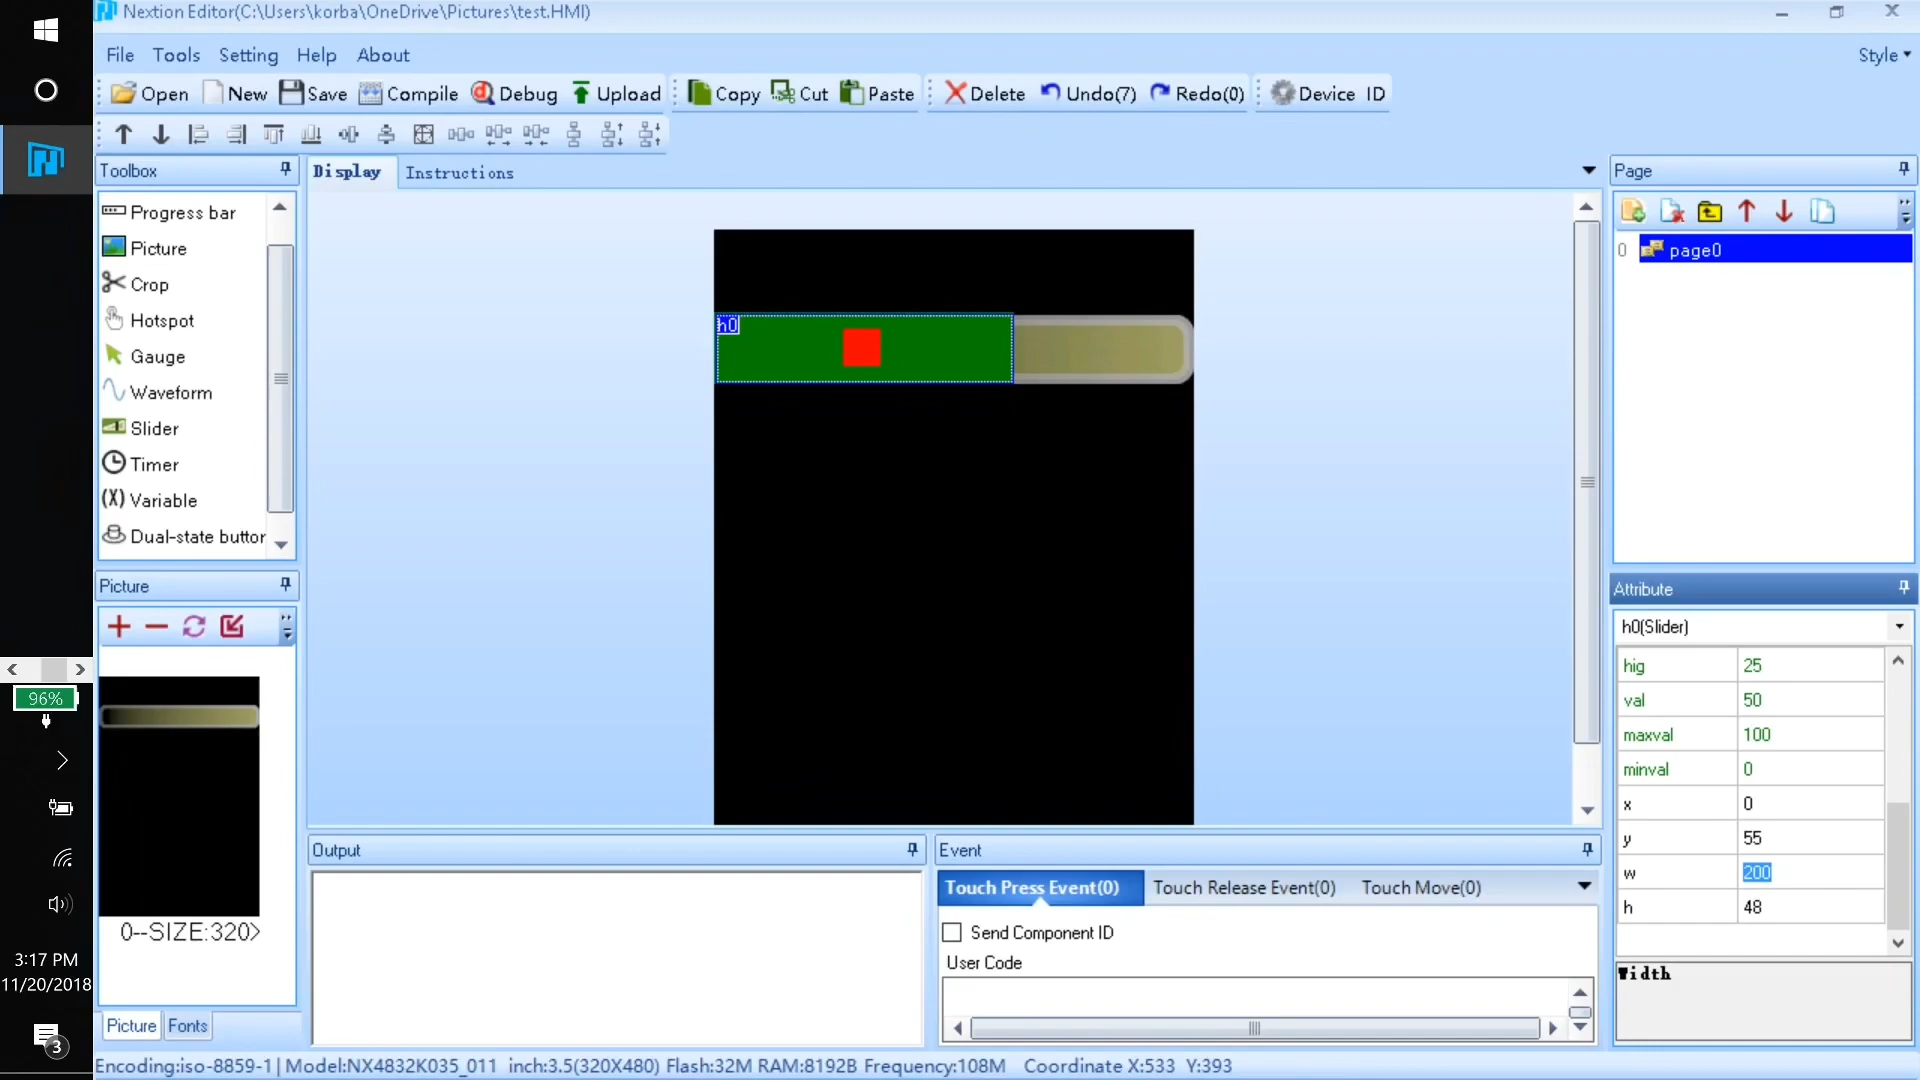 Nextion Editor(C:\Users\korba\OneDrive\Pictures\test.HMI)
File Tools Setting Help About
Style
Open New Save Compile Debug Upload Copy Cut Paste Delete Undo(7) Redo(0) Device ID
Toolbox
Display Instructions
Page
Progress bar
Picture
Crop
Hotspot
Gauge
Waveform
Slider
Timer
(X) Variable
Dual-state button
h0
0 page0
Picture
0--SIZE:320>
Picture Fonts
96%
3:17 PM
11/20/2018
3
Output
Event
Touch Press Event(0) Touch Release Event(0) Touch Move(0)
Send Component ID
User Code
Attribute
h0(Slider)
hig 25
val 50
maxval 100
minval 0
x 0
y 55
w 200
h 48
Width
Encoding:iso-8859-1| Model:NX4832K035_011 inch:3.5(320X480) Flash:32M RAM:8192B Frequency:108M Coordinate X:533 Y:393